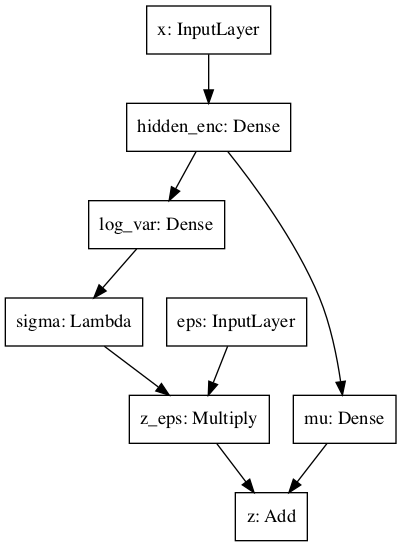 x: InputLayer
hidden_enc: Dense
log_var: Dense
sigma: Lambda
eps: InputLayer
z_eps: Multiply
mu: Dense
z: Add